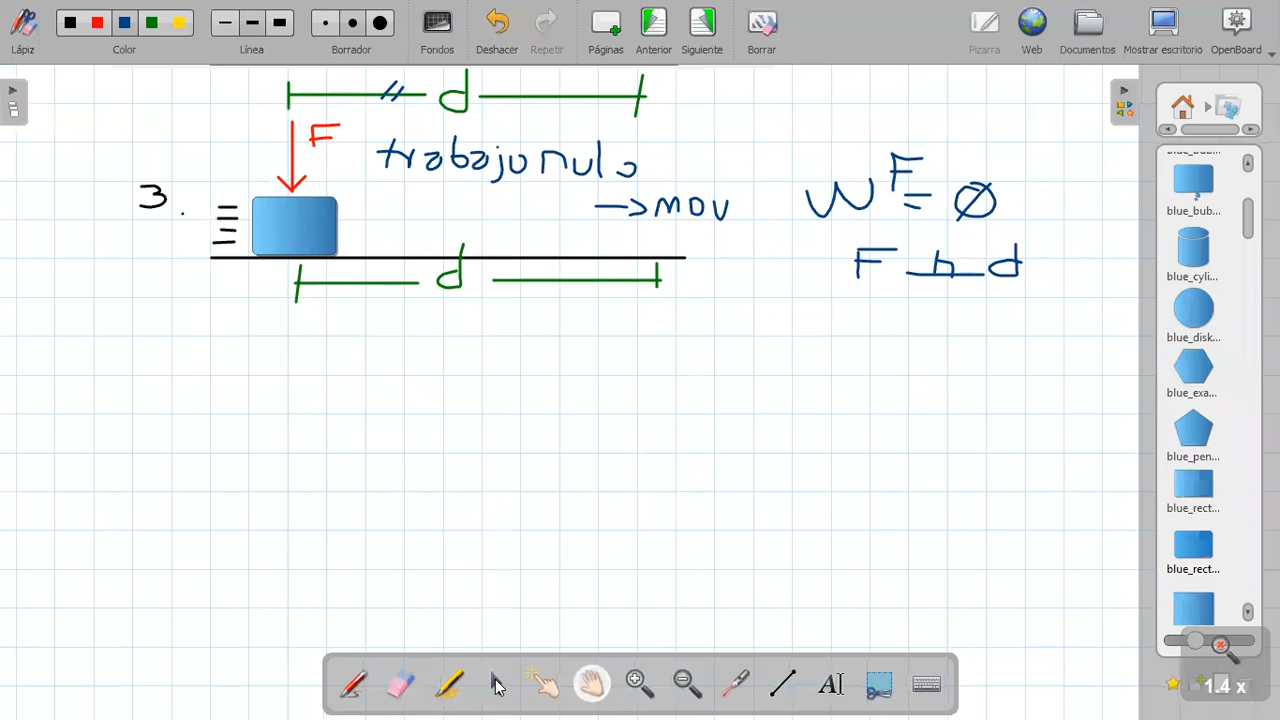 Lápiz
Color
Línea
Borrador
Fondos
Deshacer
Repetir
Páginas
Anterior
Siguiente
Borrar
Pizarra
Web
Documentos
Mostrar escritorio
OpenBoard
d
F
trabajo nulo
3.
→ mov
W^F = Ø
F h d
d
blue_bub...
blue_bub...
blue_cyli...
blue_disk...
blue_exa...
blue_pen...
blue_rect...
blue_rect...
1.4 x